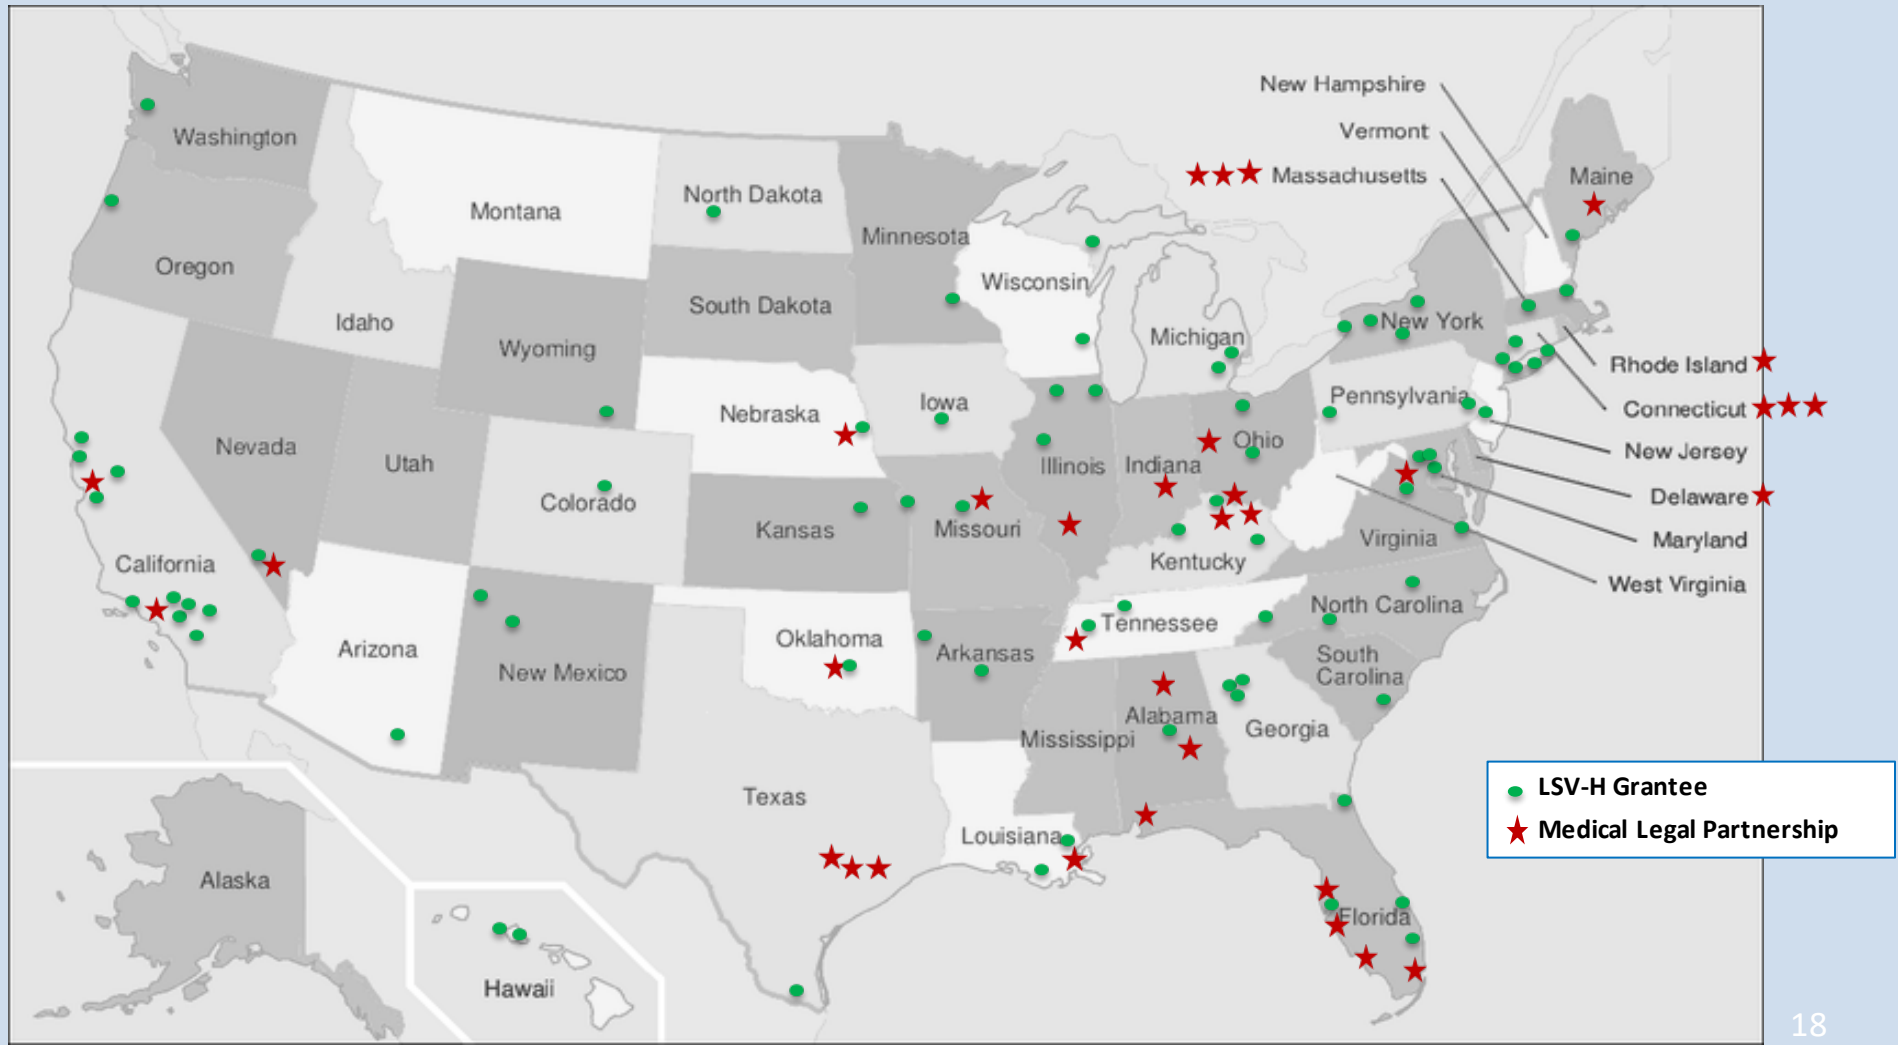 New Hampshire
Vermont
Massachusetts
Maine
Washington
Montana
North Dakota
Minnesota
Oregon
Idaho
South Dakota
Wisconsin
Michigan
New York
Wyoming
Rhode Island
Nebraska
Iowa
Pennsylvania
Connecticut
Nevada
Utah
Colorado
Kansas
Missouri
Illinois
Indiana
Ohio
New Jersey
Delaware
Maryland
West Virginia
Virginia
Kentucky
California
Arizona
New Mexico
Oklahoma
Arkansas
Tennessee
North Carolina
South
Carolina
Mississippi
Alabama
Georgia
Texas
Louisiana
Florida
Alaska
Hawaii
LSV-H Grantee
Medical Legal Partnership
18